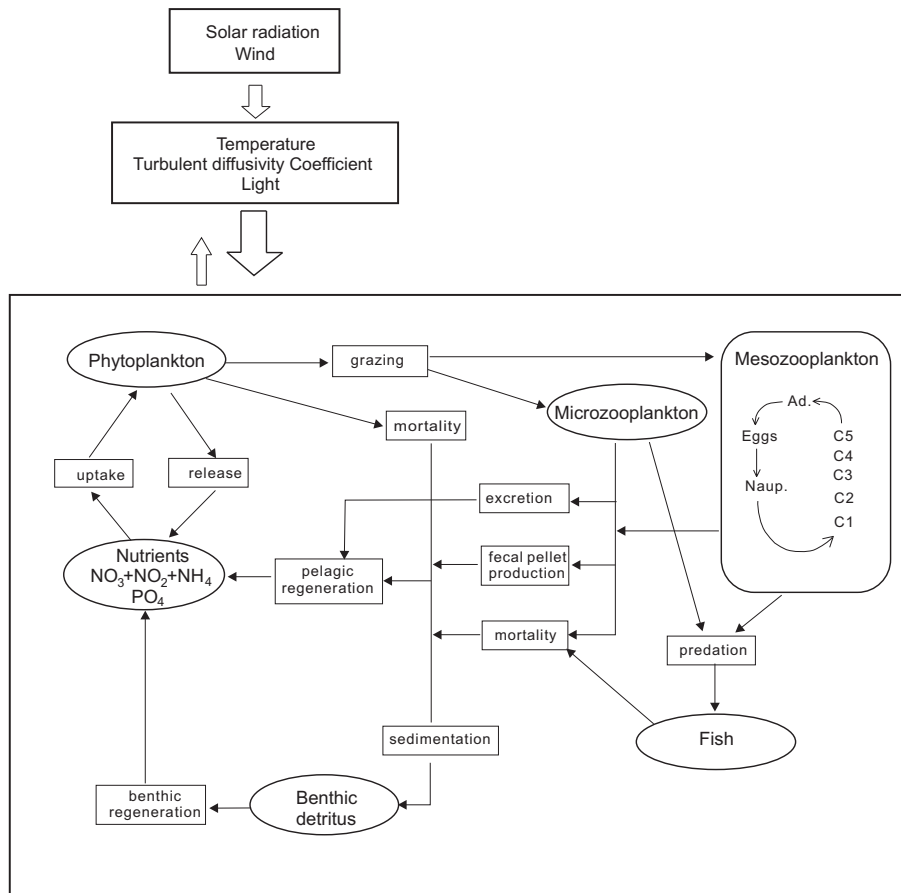 Solar radiation
Wind
Temperature
Turbulent diffusivity Coefficient
Light
Phytoplankton
grazing
Mesozooplankton
Microzooplankton
mortality
Ad.
Eggs
C5
C4
C3
Naup.
C2
C1
uptake
release
excretion
Nutrients
NO₃+NO₂+NH₄
PO₄
pelagic
regeneration
fecal pellet
production
mortality
predation
sedimentation
Fish
benthic
regeneration
Benthic
detritus